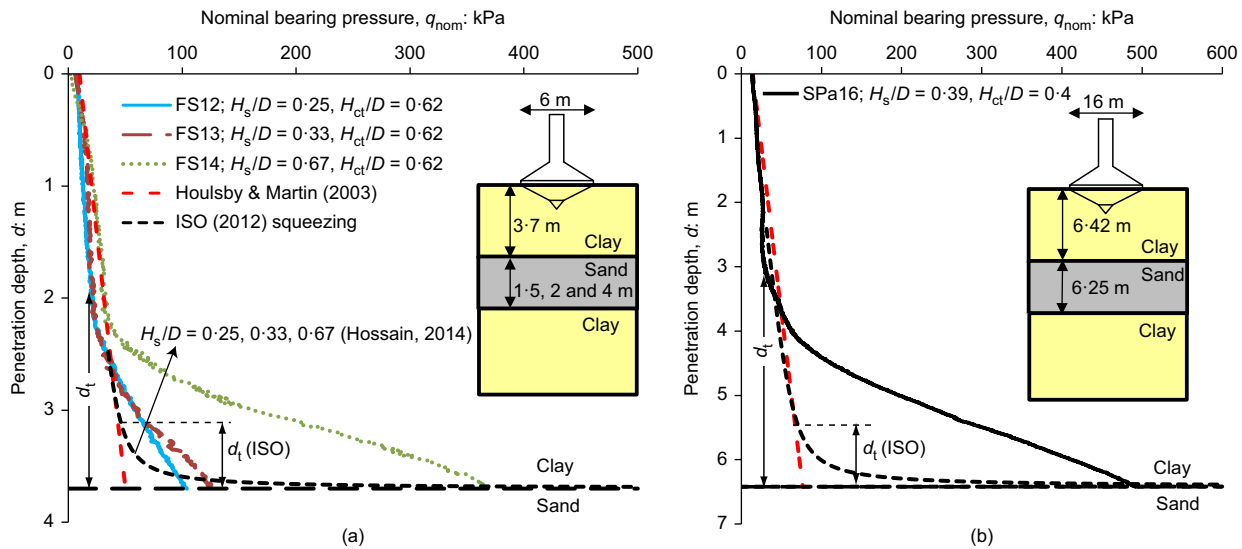 Nominal bearing pressure, qnom: kPa
0 100 200 300 400 500
0
1
2
3
4
Penetration depth, d: m
FS12; Hs/D = 0·25, Hct/D = 0·62
FS13; Hs/D = 0·33, Hct/D = 0·62
FS14; Hs/D = 0·67, Hct/D = 0·62
Houlsby & Martin (2003)
ISO (2012) squeezing
Hs/D = 0·25, 0·33, 0·67 (Hossain, 2014)
dt
dt (ISO)
6 m
3·7 m
Clay
Sand
1·5, 2 and 4 m
Clay
Clay
Sand
(a)
Nominal bearing pressure, qnom: kPa
0 100 200 300 400 500 600
0
1
2
3
4
5
6
7
Penetration depth, d: m
SPa16; Hs/D = 0·39, Hct/D = 0·4
dt
dt (ISO)
16 m
6·42 m
Clay
Sand
6·25 m
Clay
Clay
Sand
(b)